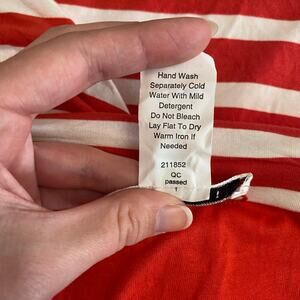 Hand Wash
Separately Cold
Water With Mild
Detergent
Do Not Bleach
Lay Flat To Dry
Warm Iron If
Needed
211852
QC
passed
1